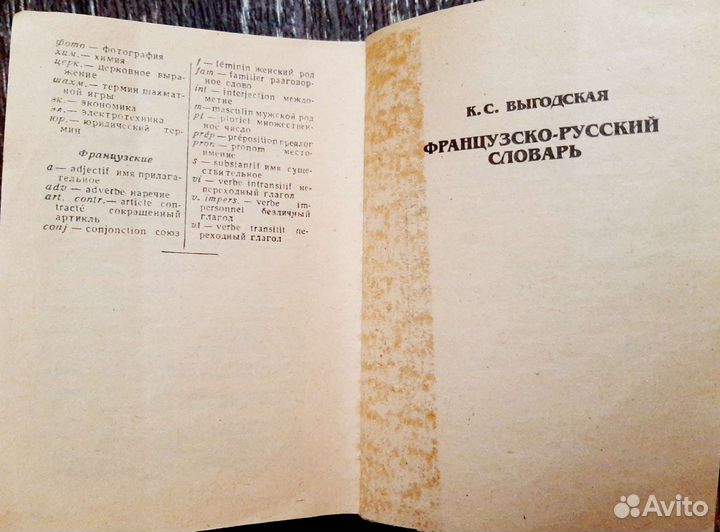 фото — фотография
хим. — химия
церк. — церковное выра-
жение
шахм. — термин шахмат-
ной игры
эк. — экономика
эл. — электротехника
юр. — юридический тер-
мин
Французские
a — adjectif имя прилага-
тельное
adv — adverbe наречие
art. contr. — article con-
tracté сокращенный
артикль
conj — conjonction союз
f — féminin женский род
fam — familier разговор-
ное слово
int — interjection междо-
метие
m — masculin мужской род
pl — pluriel множествен-
ное число
prép — préposition предлог
pron — pronom место-
имение
s — substantif имя суще-
ствительное
vi — verbe intransitif не-
переходный глагол
v. impers. — verbe im-
personnel безличный
глагол
vt — verbe transitif пе-
реходный глагол
К. С. ВЫГОДСКАЯ
ФРАНЦУЗСКО-РУССКИЙ
СЛОВАРЬ
Avito